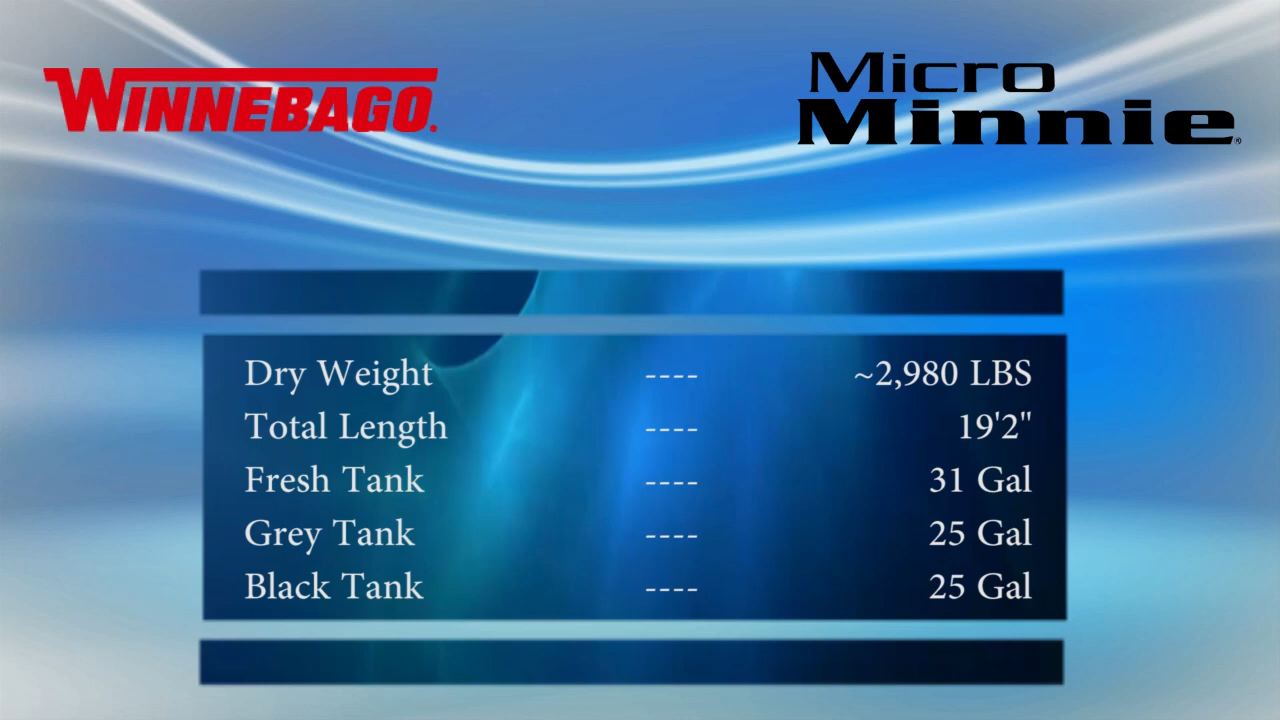 WINNEBAGO.
Micro
Minnie®
Dry Weight ---- ~2,980 LBS
Total Length ---- 19'2"
Fresh Tank ---- 31 Gal
Grey Tank ---- 25 Gal
Black Tank ---- 25 Gal